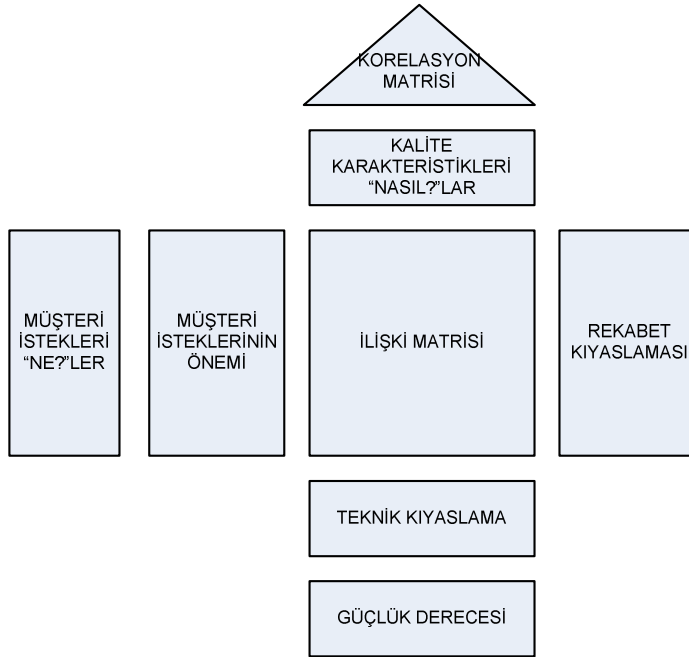 KORELASYON
MATRİSİ
KALİTE
KARAKTERİSTİKLERİ
“NASIL?”LAR
MÜŞTERİ
İSTEKLERİ
“NE?”LER
MÜŞTERİ
İSTEKLERİNİN
ÖNEMİ
İLİŞKİ MATRİSİ
REKABET
KIYASLAMASI
TEKNİK KIYASLAMA
GÜÇLÜK DERECESİ